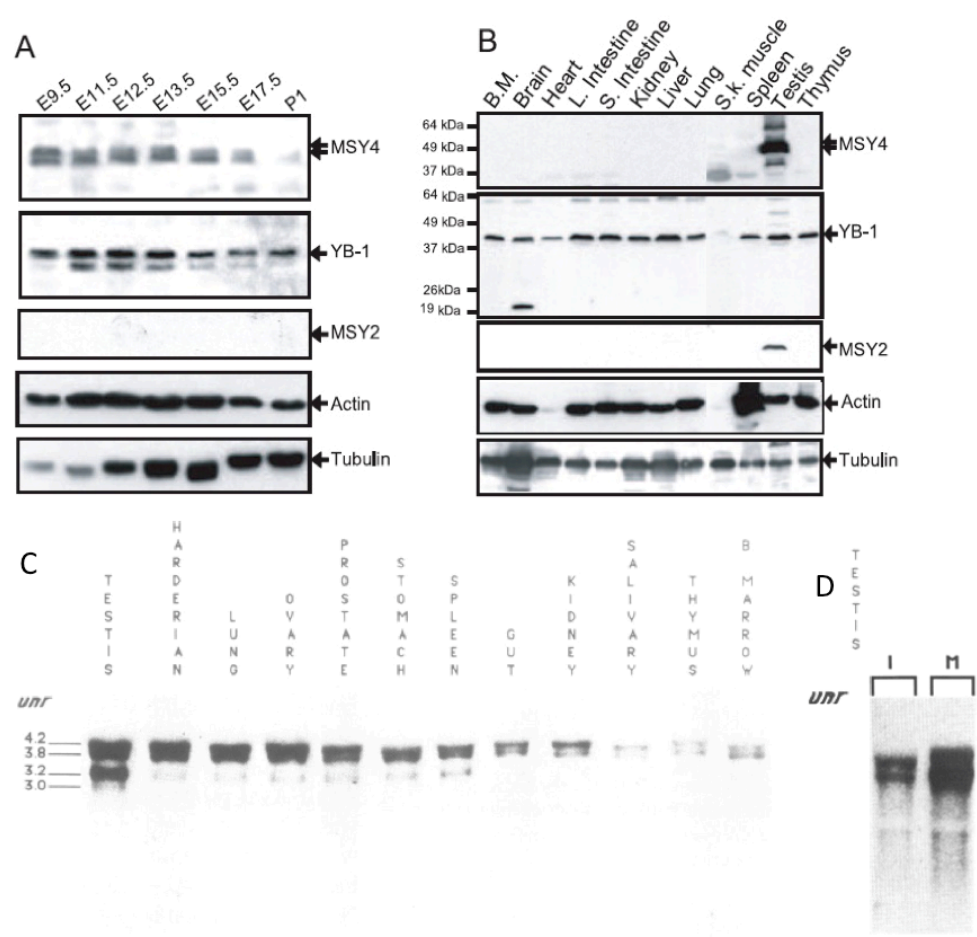 A
E9.5 E11.5 E12.5 E13.5 E15.5 E17.5 P1
MSY4
YB-1
MSY2
Actin
Tubulin
B
B.M. Brain Heart L. Intestine S. Intestine Kidney Liver Lung S.k. muscle Spleen Testis Thymus
64 kDa
49 kDa
37 kDa
MSY4
64 kDa
49 kDa
37 kDa
26kDa
19 kDa
YB-1
MSY2
Actin
Tubulin
C
TESTIS HARDERIAN LUNG OVARY PROSTATE STOMACH SPLEEN GUT KIDNEY SALIVARY THYMUS B MARROW
unr
4.2
3.8
3.2
3.0
D
TESTIS
I M
unr